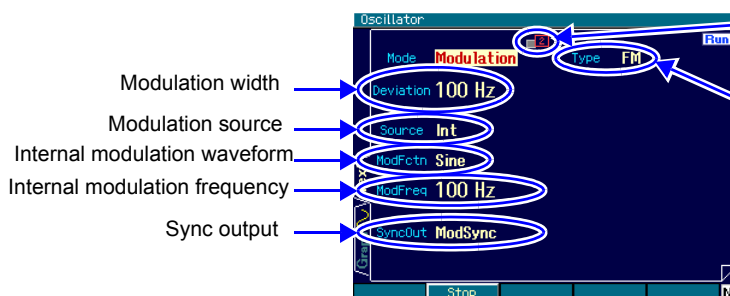 Oscillator
2
Run
Mode Modulation Type FM
Modulation width Deviation 100 Hz
Modulation source Source Int
Internal modulation waveform ModFctn Sine
Internal modulation frequency ModFreq 100 Hz
Sync output SyncOut ModSync
Stop